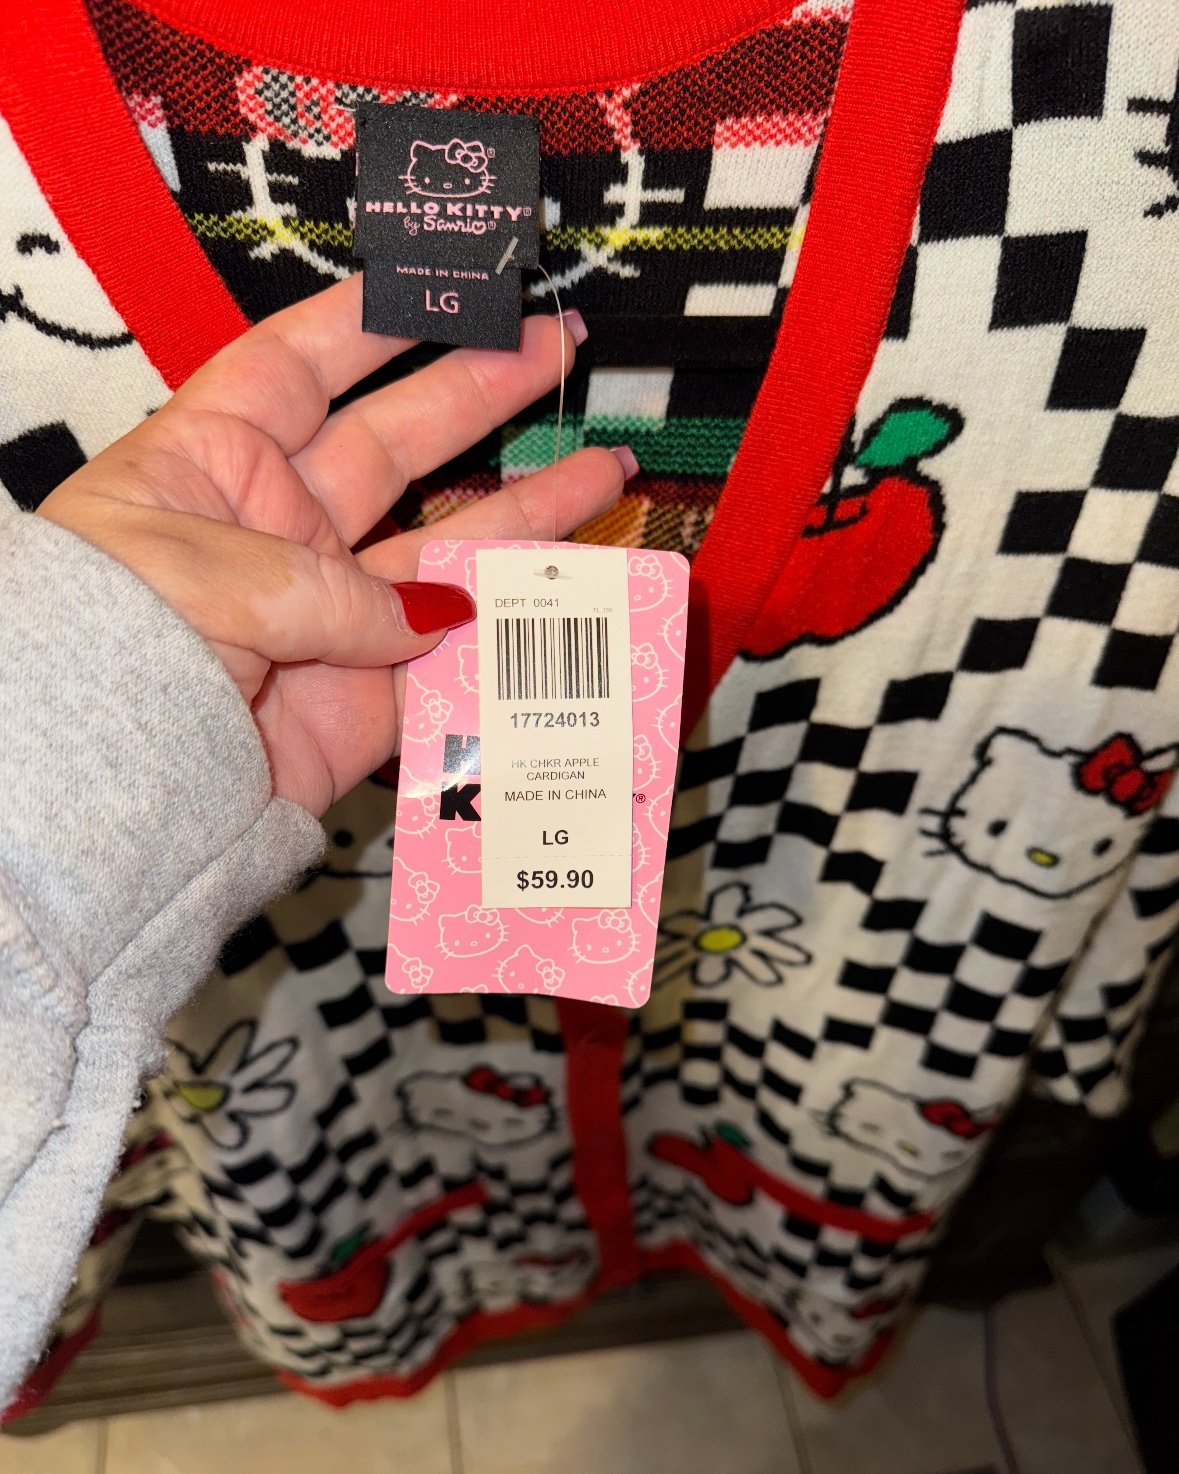 HELLO KITTY®
by Sanrio®
MADE IN CHINA
LG
DEPT 0041
17724013
HK CHKR APPLE
CARDIGAN
MADE IN CHINA
LG
$59.90